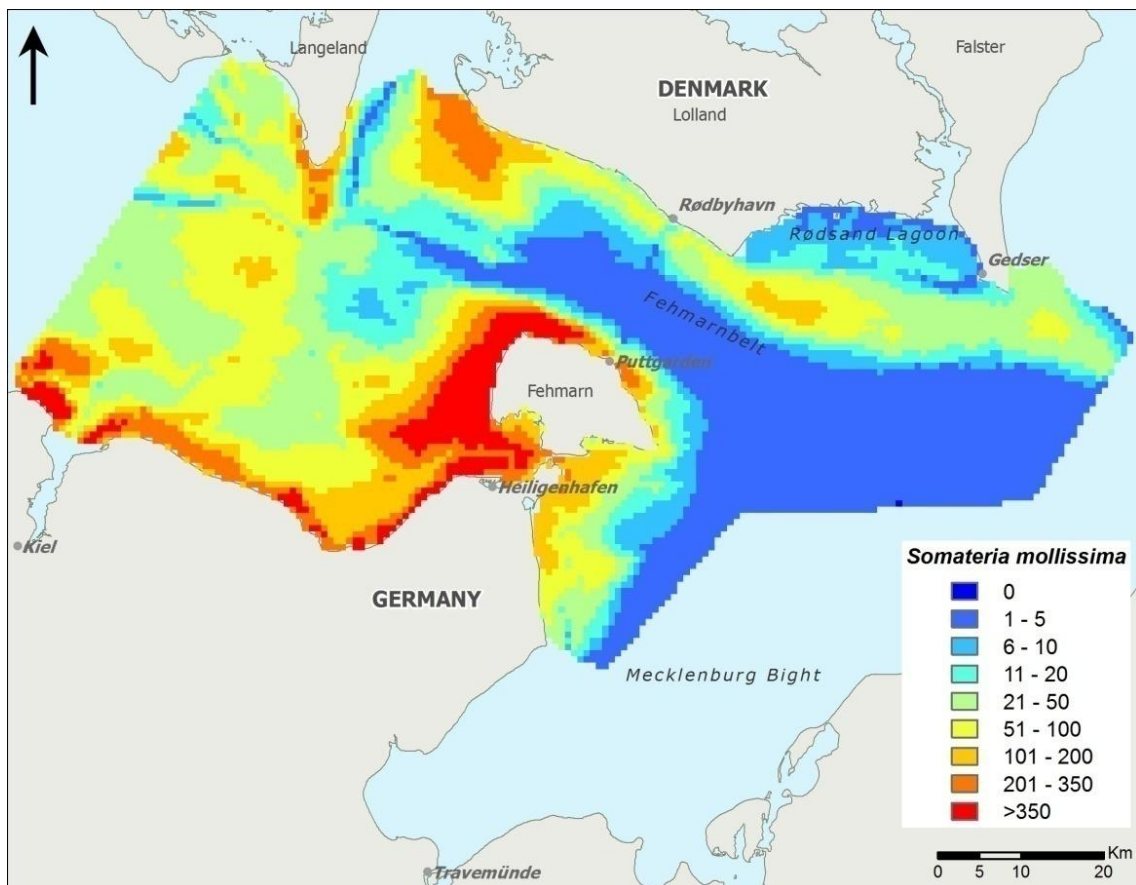 Langeland
Falster
DENMARK
Lolland
Rødbyhavn
Rødsand Lagoon
Gedser
Fehmarnbelt
Puttgarden
Fehmarn
Heiligenhafen
Kiel
GERMANY
Mecklenburg Bight
Travemünde
Somateria mollissima
0
1 - 5
6 - 10
11 - 20
21 - 50
51 - 100
101 - 200
201 - 350
>350
Km
0 5 10 20